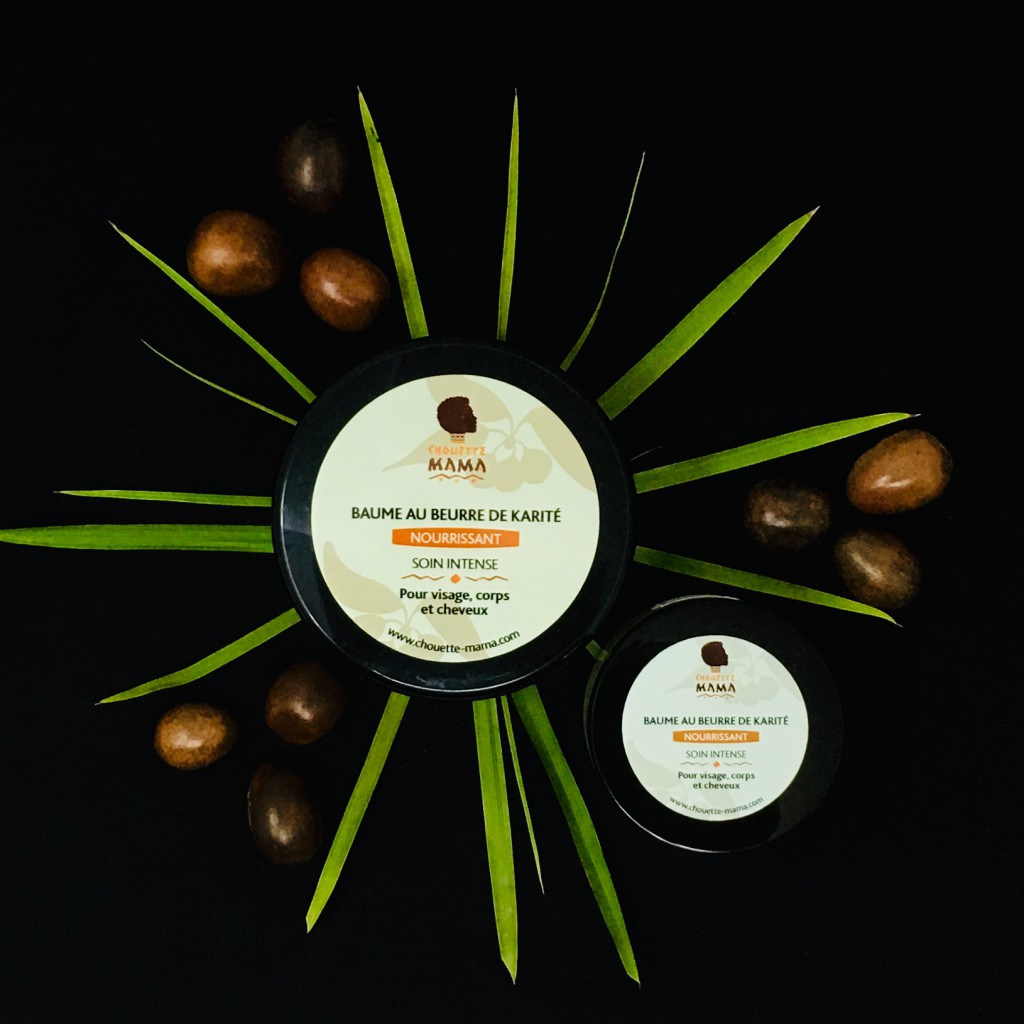 CHOUETTE
MAMA
BAUME AU BEURRE DE KARITÉ
NOURRISSANT
SOIN INTENSE
Pour visage, corps
et cheveux
www.chouette-mama.com
CHOUETTE
MAMA
BAUME AU BEURRE DE KARITÉ
NOURRISSANT
SOIN INTENSE
Pour visage, corps
et cheveux
www.chouette-mama.com